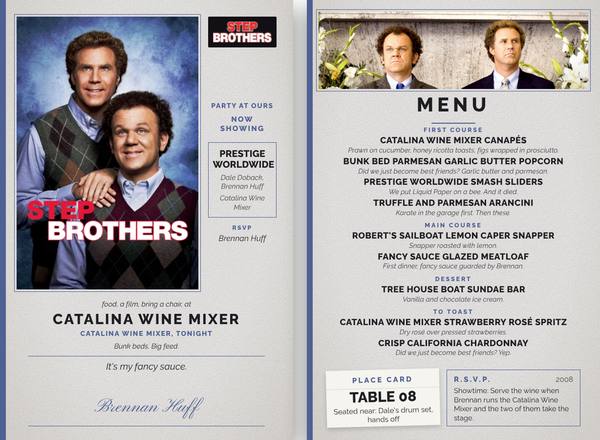 STEP
BROTHERS
STEP
BROTHERS
PARTY AT OURS
NOW
SHOWING
PRESTIGE
WORLDWIDE
Dale Doback,
Brennan Huff
Catalina Wine
Mixer
RSVP
Brennan Huff
food, a film, bring a chair, at
CATALINA WINE MIXER
CATALINA WINE MIXER, TONIGHT
Bunk beds. Big feed.
It's my fancy sauce.
Brennan Huff
MENU
FIRST COURSE
CATALINA WINE MIXER CANAPÉS
Prawn on cucumber, honey ricotta toasts, figs wrapped in prosciutto.
BUNK BED PARMESAN GARLIC BUTTER POPCORN
Did we just become best friends? Garlic butter and parmesan.
PRESTIGE WORLDWIDE SMASH SLIDERS
We put Liquid Paper on a bee. And it died.
TRUFFLE AND PARMESAN ARANCINI
Karate in the garage first. Then these.
MAIN COURSE
ROBERT'S SAILBOAT LEMON CAPER SNAPPER
Snapper roasted with lemon.
FANCY SAUCE GLAZED MEATLOAF
First dinner, fancy sauce guarded by Brennan.
DESSERT
TREE HOUSE BOAT SUNDAE BAR
Vanilla and chocolate ice cream.
TO TOAST
CATALINA WINE MIXER STRAWBERRY ROSÉ SPRITZ
Dry rosé over pressed strawberries.
CRISP CALIFORNIA CHARDONNAY
Did we just become best friends? Yep.
PLACE CARD
TABLE 08
Seated near: Dale's drum set,
hands off
R.S.V.P. 2008
Showtime: Serve the wine when
Brennan runs the Catalina Wine
Mixer and the two of them take the
stage.